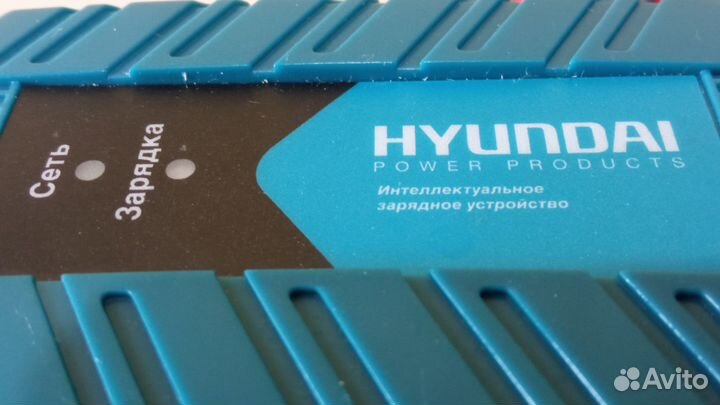 Сеть
Зарядка
HYUNDAI
POWER PRODUCTS
Интеллектуальное
зарядное устройство
Avito